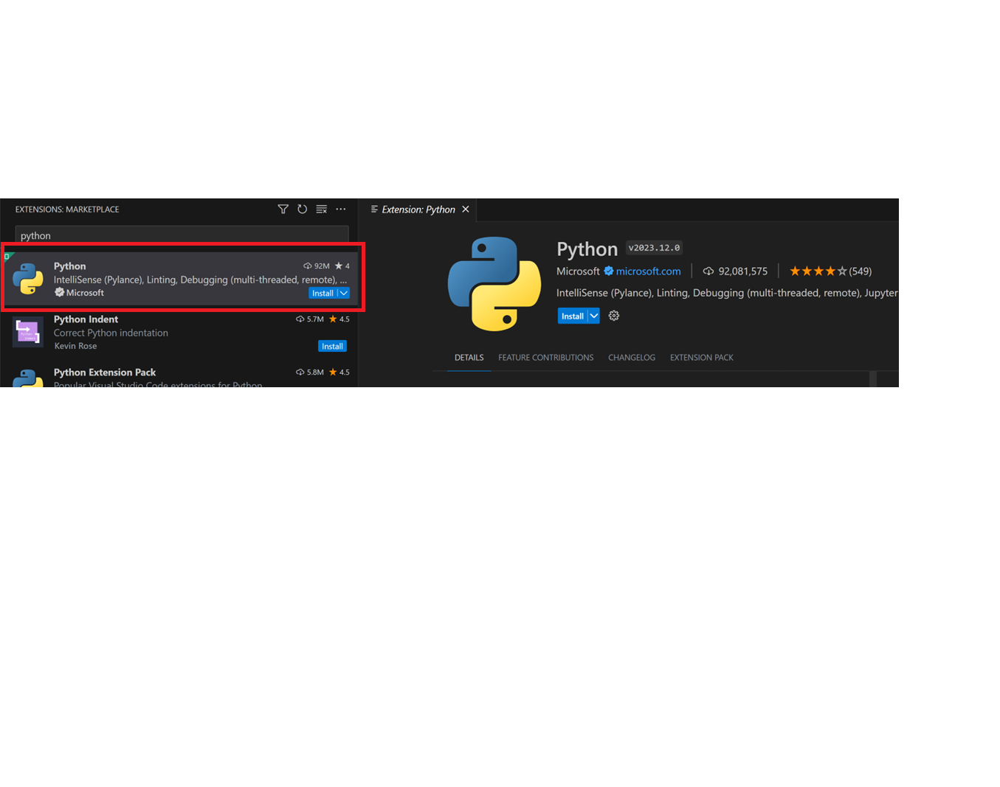 EXTENSIONS: MARKETPLACE
python
Python
92M ★ 4
IntelliSense (Pylance), Linting, Debugging (multi-threaded, remote), ...
Microsoft
Install
Python Indent
5.7M ★ 4.5
Correct Python indentation
Kevin Rose
Install
Python Extension Pack
5.8M ★ 4.5
Popular Visual Studio Code extensions for Python
Extension: Python
Python v2023.12.0
Microsoft microsoft.com 92,081,575 ★★★★☆(549)
IntelliSense (Pylance), Linting, Debugging (multi-threaded, remote), Jupyter
Install
DETAILS FEATURE CONTRIBUTIONS CHANGELOG EXTENSION PACK